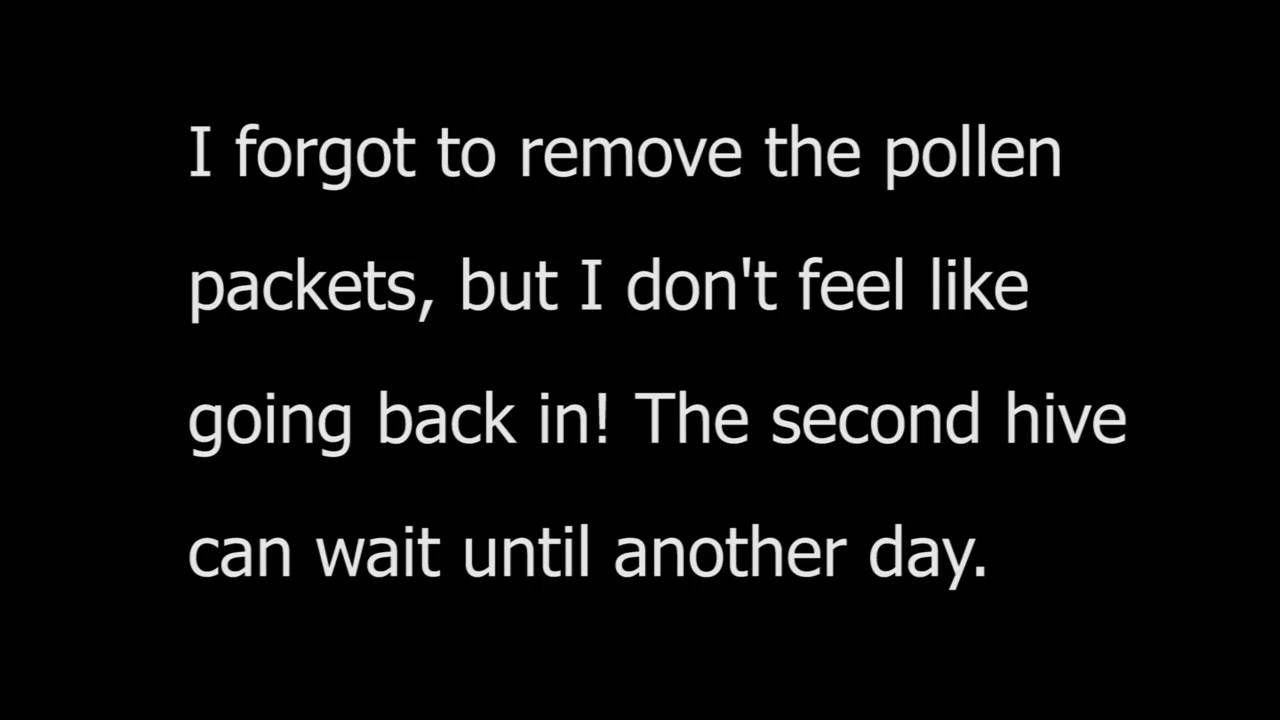 I forgot to remove the pollen
packets, but I don't feel like
going back in! The second hive
can wait until another day.